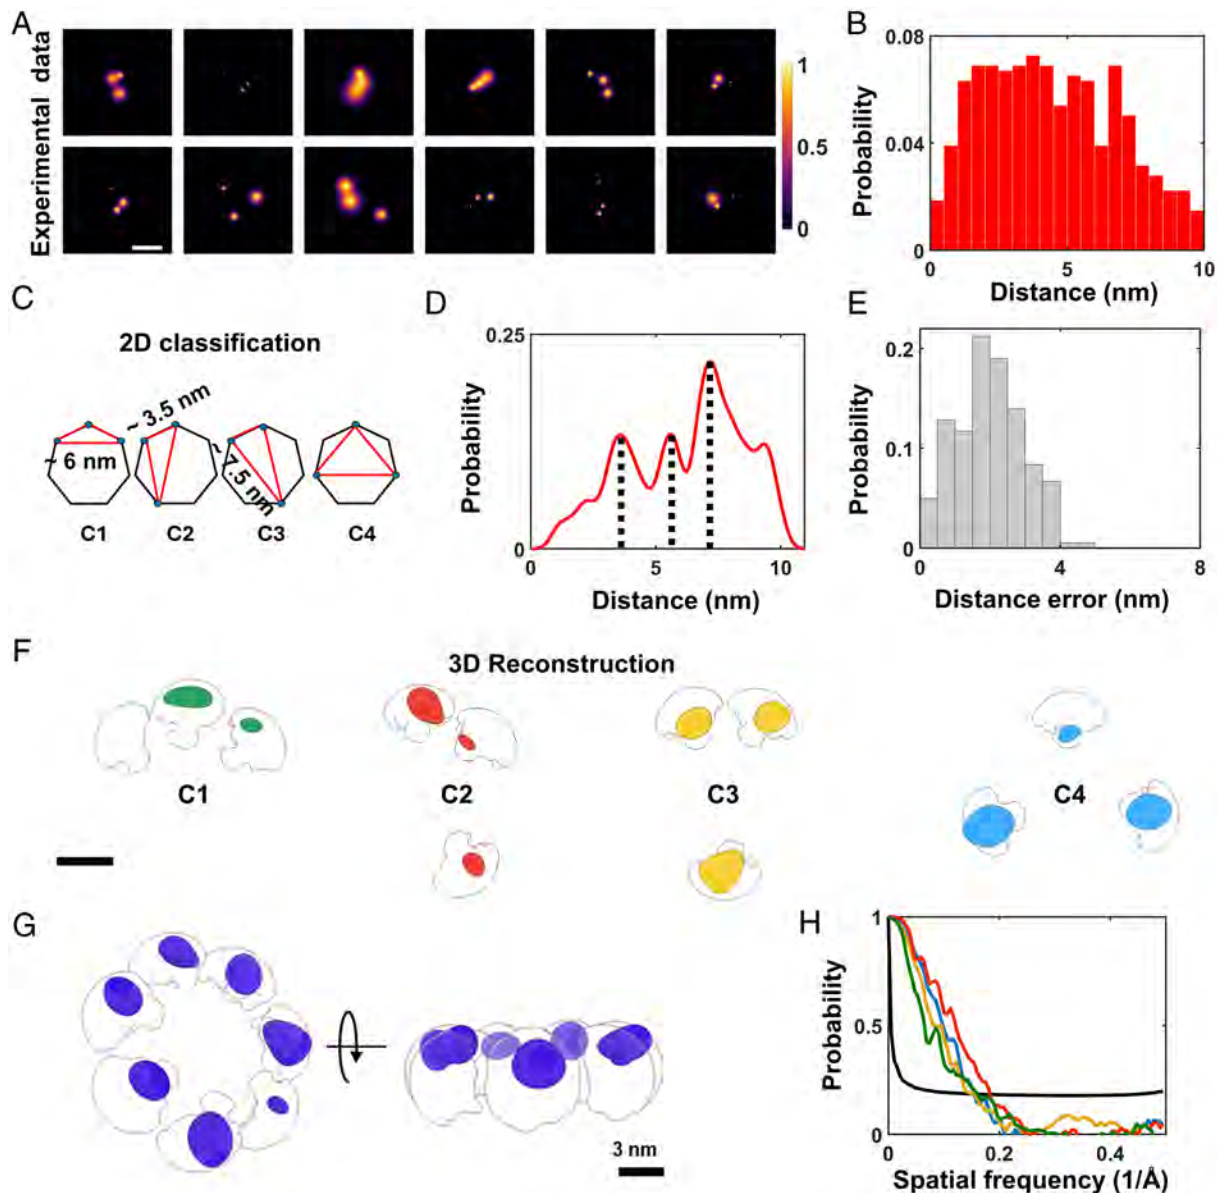 A
Experimental data
1
0.5
0
B
0.08
0.04
0
Probability
0
5
10
Distance (nm)
C
2D classification
~ 3.5 nm
~ 6 nm
~ 7.5 nm
C1
C2
C3
C4
D
0.25
0
Probability
0
5
10
Distance (nm)
E
0.2
0.1
0
Probability
0
4
8
Distance error (nm)
F
3D Reconstruction
C1
C2
C3
C4
G
3 nm
H
1
0.5
0
Probability
0
0.2
0.4
Spatial frequency (1/Å)